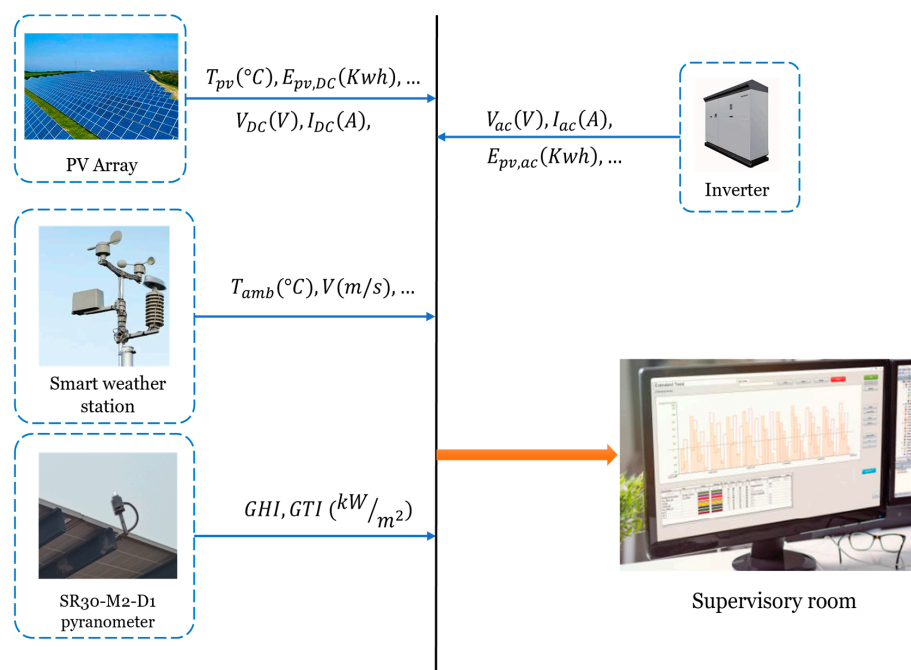 T_pv(°C), E_pv,DC(Kwh), ...
V_DC(V), I_DC(A),
PV Array
V_ac(V), I_ac(A),
E_pv,ac(Kwh), ...
Inverter
T_amb(°C), V(m/s), ...
Smart weather
station
GHI, GTI (kW/m²)
SR30-M2-D1
pyranometer
Supervisory room